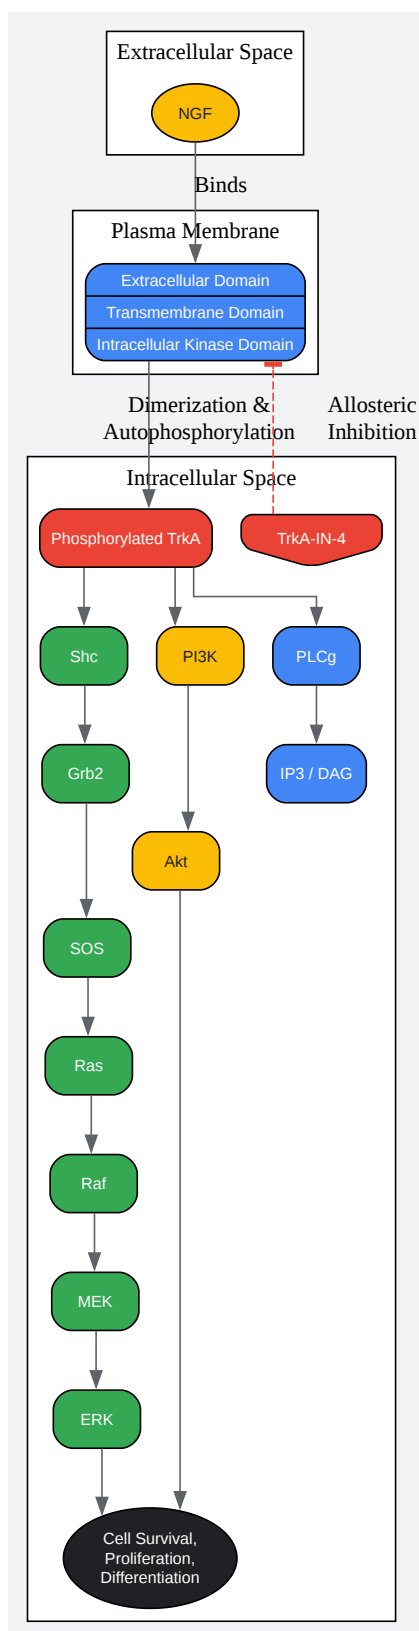 Extracellular Space
NGF
Binds
Plasma Membrane
Extracellular Domain
Transmembrane Domain
Intracellular Kinase Domain
Dimerization &
Autophosphorylation
Allosteric
Inhibition
Intracellular Space
Phosphorylated TrkA
TrkA-IN-4
Shc
PI3K
PLCg
Grb2
IP3 / DAG
Akt
SOS
Ras
Raf
MEK
ERK
Cell Survival,
Proliferation,
Differentiation